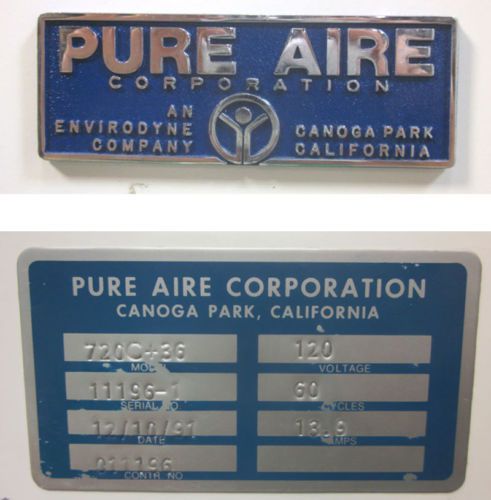 PURE AIRE
CORPORATION
AN
ENVIRODYNE
COMPANY
CANOGA PARK
CALIFORNIA
PURE AIRE CORPORATION
CANOGA PARK, CALIFORNIA
720C+36
MODEL
120
VOLTAGE
11196-1
SERIAL NO
60
CYCLES
12/10/91
DATE
13.9
AMPS
011196
CONTR. NO